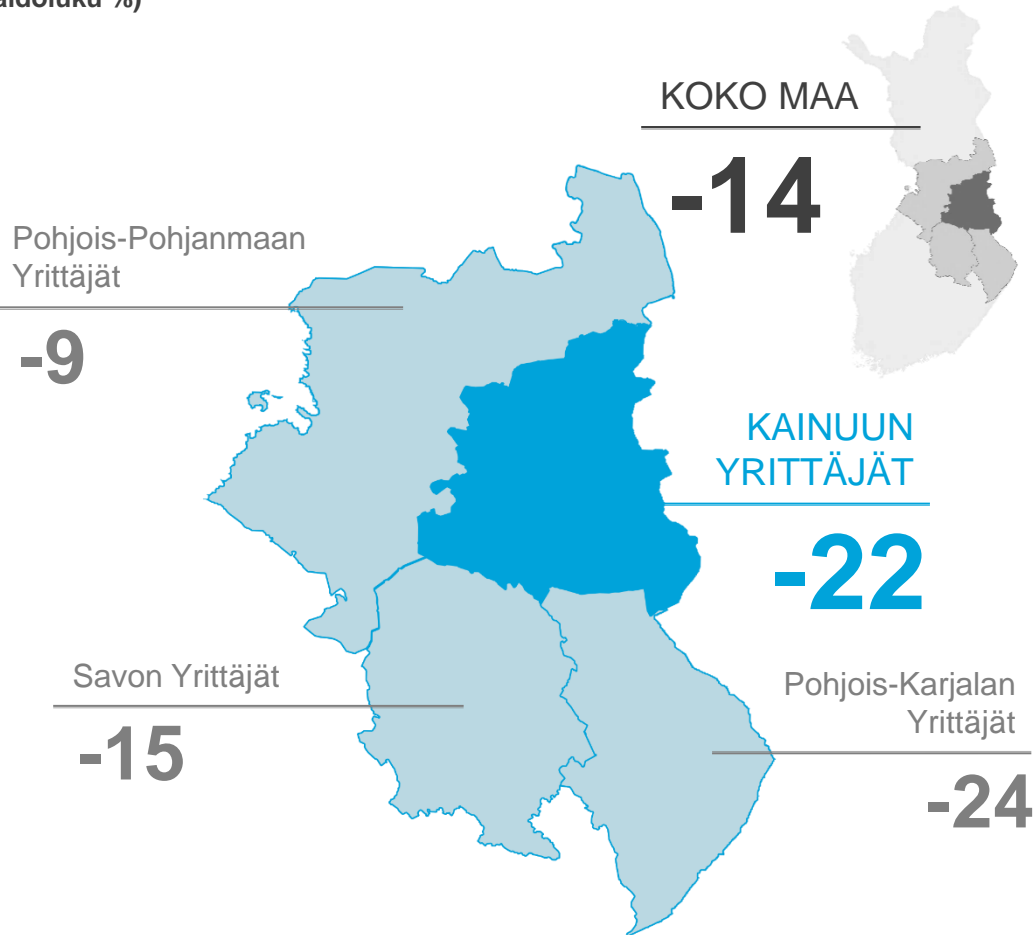 KOKO MAA
-14
Pohjois-Pohjanmaan
Yrittäjät
-9
KAINUUN
YRITTÄJÄT
-22
Savon Yrittäjät
-15
Pohjois-Karjalan
Yrittäjät
-24